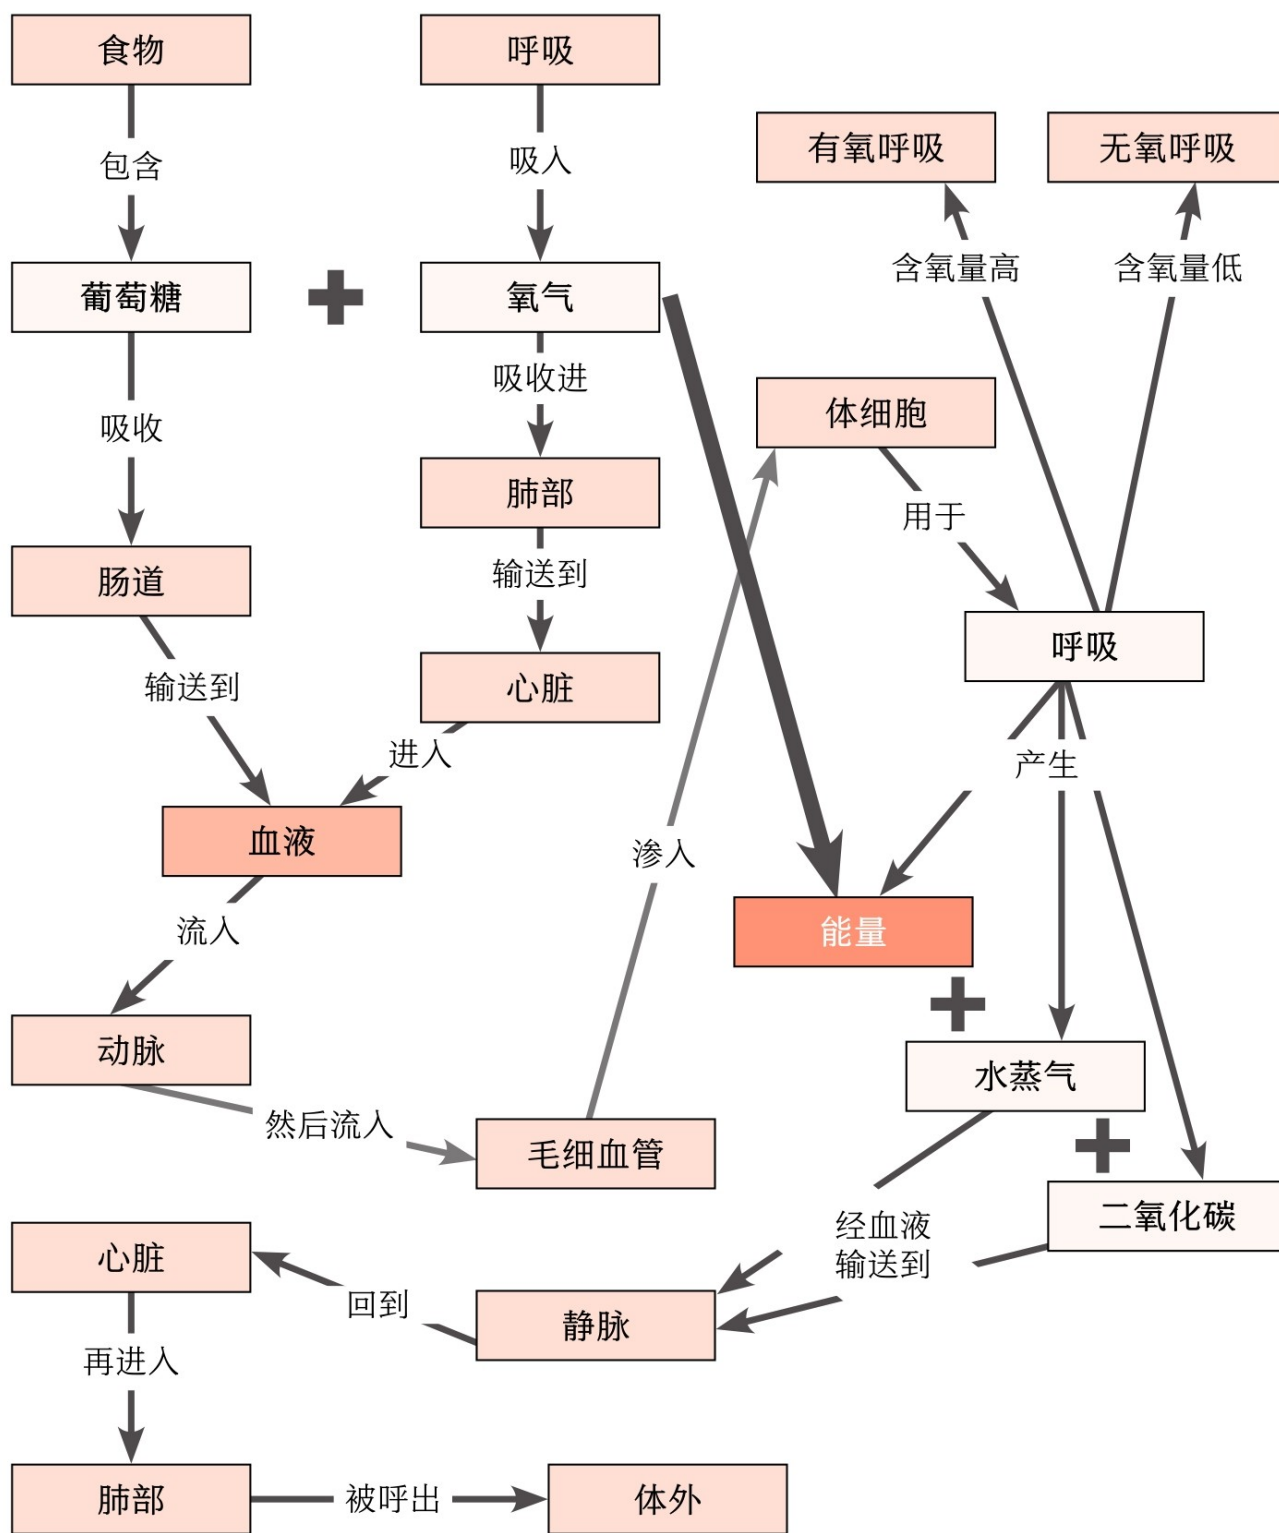 食物
呼吸
有氧呼吸
无氧呼吸
包含
吸入
含氧量高
含氧量低
葡萄糖
氧气
吸收进
体细胞
吸收
肺部
用于
肠道
输送到
呼吸
输送到
心脏
进入
产生
血液
渗入
流入
能量
动脉
水蒸气
然后流入
毛细血管
二氧化碳
经血液
输送到
心脏
回到
静脉
再进入
肺部
被呼出
体外